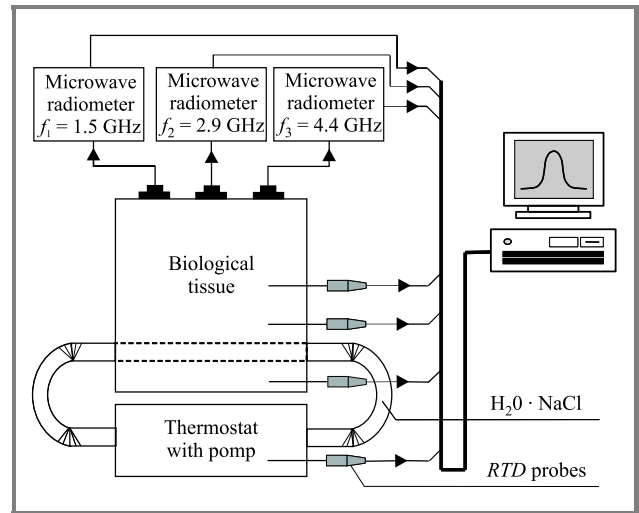 Microwave
radiometer
f₁ = 1.5 GHz
Microwave
radiometer
f₂ = 2.9 GHz
Microwave
radiometer
f₃ = 4.4 GHz
Biological
tissue
H₂0 · NaCl
Thermostat
with pump
RTD probes